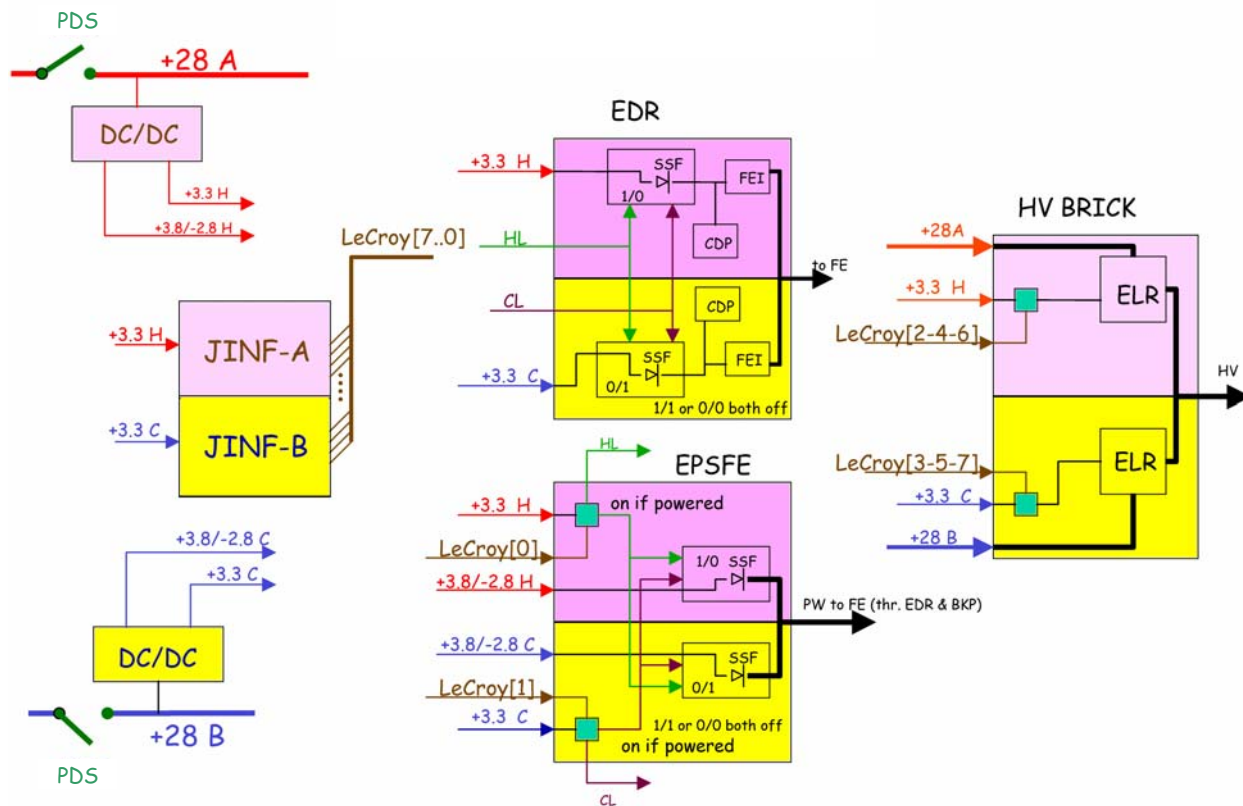 PDS
+28 A
DC/DC
+3.3 H
+3.8/-2.8 H
LeCroy[7..0]
+3.3 H
JINF-A
+3.3 C
JINF-B
+3.8/-2.8 C
+3.3 C
DC/DC
+28 B
PDS
EDR
+3.3 H
SSF
1/0
FEI
HL
CDP
to FE
CL
CDP
SSF
FEI
+3.3 C
0/1
1/1 or 0/0 both off
HL
EPSFE
+3.3 H
on if powered
LeCroy[0]
1/0
SSF
+3.8/-2.8 H
PW to FE (thr. EDR & BKP)
+3.8/-2.8 C
SSF
LeCroy[1]
0/1
+3.3 C
1/1 or 0/0 both off
on if powered
CL
HV BRICK
+28A
+3.3 H
ELR
LeCroy[2-4-6]
HV
LeCroy[3-5-7]
ELR
+3.3 C
+28 B